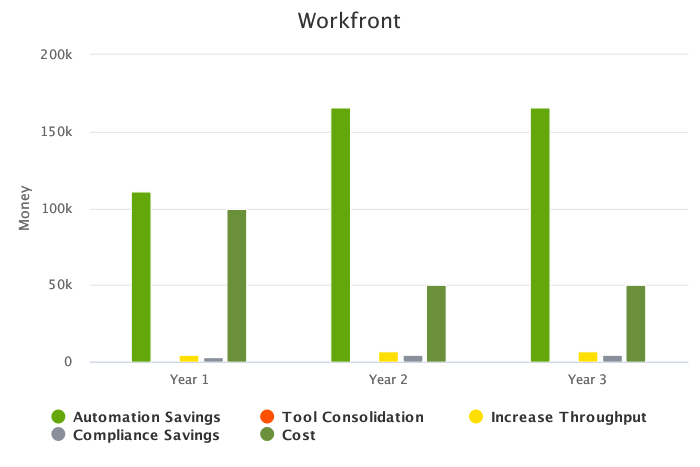 Workfront
200k
150k
100k
50k
0
Money
Year 1 Year 2 Year 3
Automation Savings Tool Consolidation Increase Throughput
Compliance Savings Cost